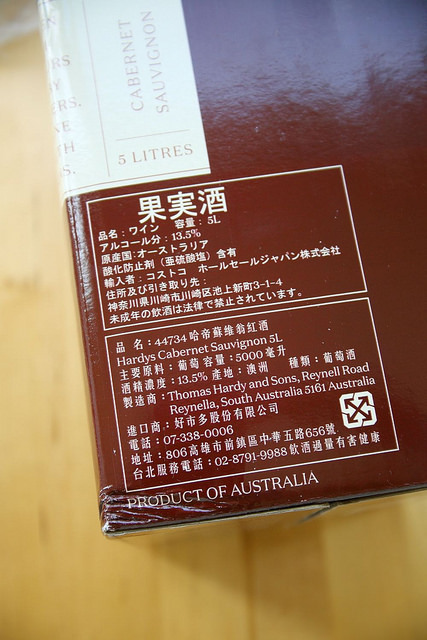 RS
RS.
VE
TH
S.
CABERNET
SAUVIGNON
5 LITRES
果実酒
品名：ワイン 容量：5L
アルコール分：13.5%
原産国：オーストラリア
酸化防止剤（亜硫酸塩）含有
輸入者：コストコ ホールセールジャパン株式会社
住所及び引き取り先：
神奈川県川崎市川崎区池上新町3-1-4
未成年の飲酒は法律で禁止されています。
品 名：44734 哈帝蘇維翁紅酒
Hardys Cabernet Sauvignon 5L
主要原料：葡萄 容量：5000毫升
酒精濃度：13.5% 產地：澳洲 種類：葡萄酒
製造商：Thomas Hardy and Sons, Reynell Road
Reynella, South Australia 5161 Australia
進口商：好市多股份有限公司
電話：07-338-0006
地址：806高雄市前鎮區中華五路656號
台北服務電話：02-8791-9988 飲酒過量有害健康
PRODUCT OF AUSTRALIA